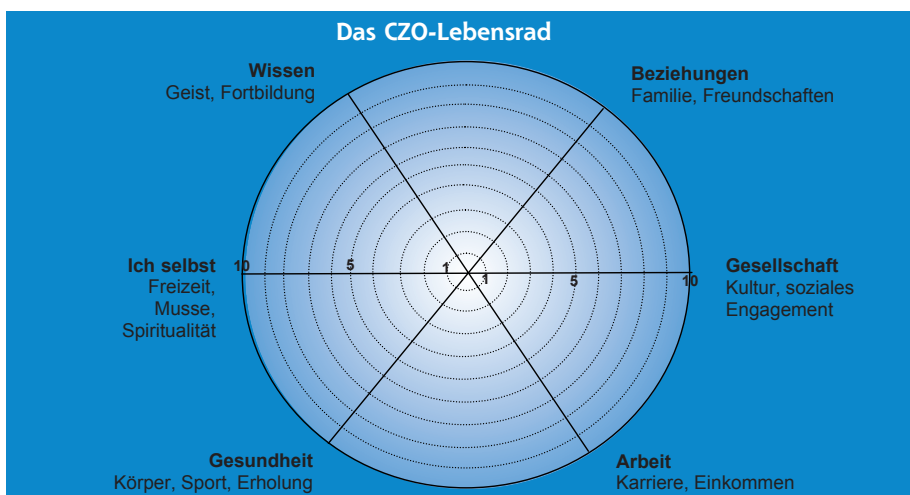 Das CZO-Lebensrad
Wissen
Geist, Fortbildung
Beziehungen
Familie, Freundschaften
Ich selbst
Freizeit,
Musse,
Spiritualität
10
5
1
1
5
10
Gesellschaft
Kultur, soziales
Engagement
Gesundheit
Körper, Sport, Erholung
Arbeit
Karriere, Einkommen